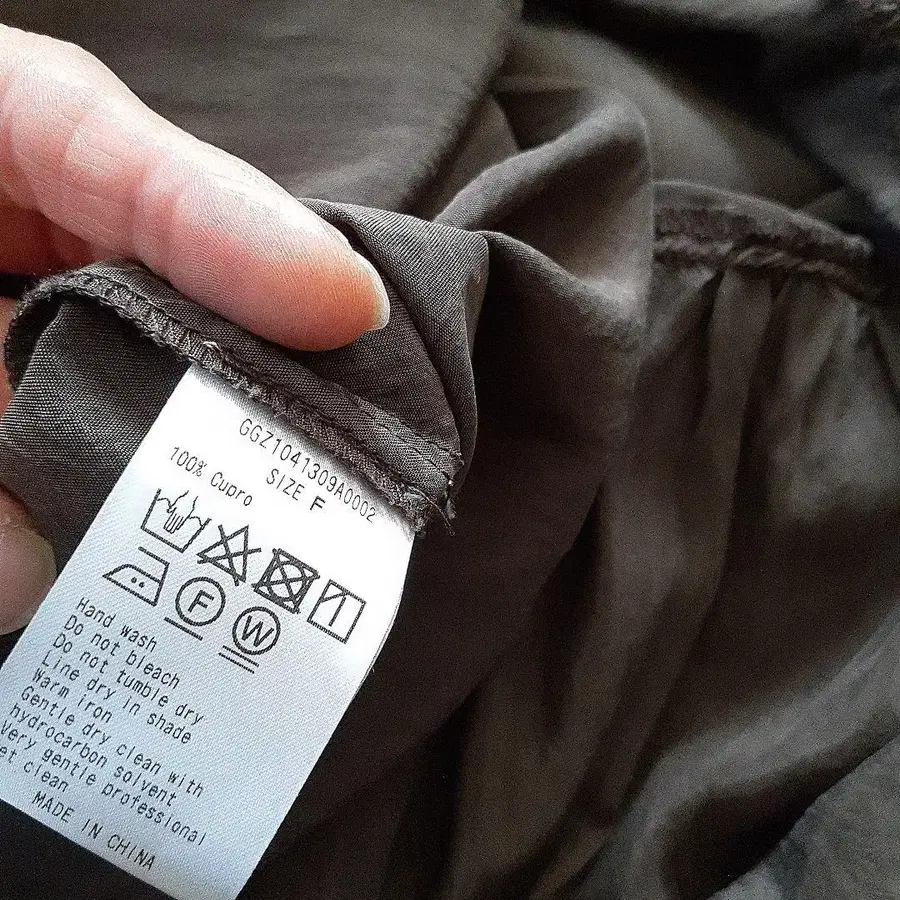 GGZ1041309A0002
SIZE F
100% Cupro
F
W
Hand wash
Do not bleach
Do not tumble dry
Line dry in shade
Warm iron
Gentle dry clean with
hydrocarbon solvent
Very gentle professional
et clean
MADE IN CHINA